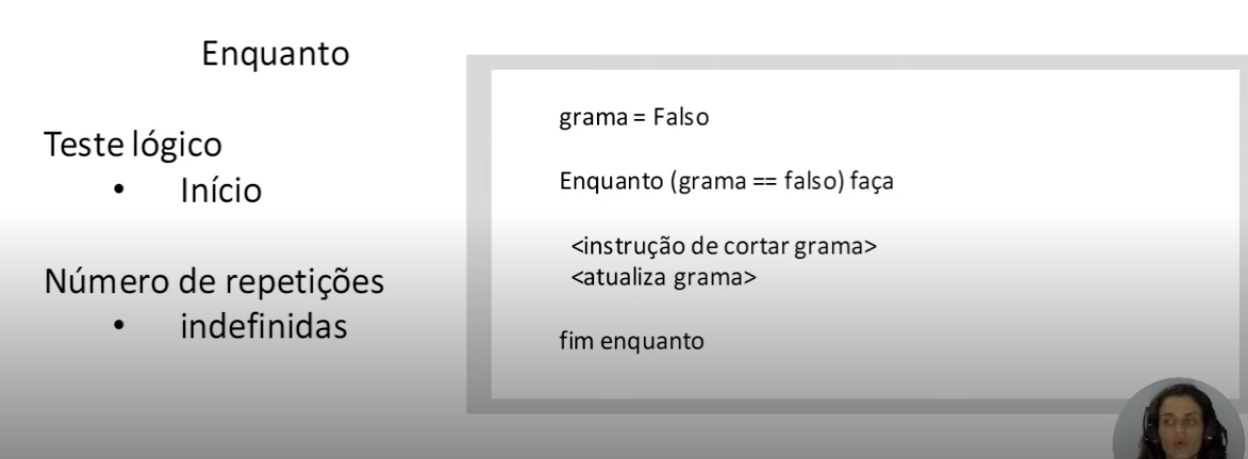 Enquanto
Teste lógico
• Início
Número de repetições
• indefinidas
grama = Falso
Enquanto (grama == falso) faça
<instrução de cortar grama>
<atualiza grama>
fim enquanto